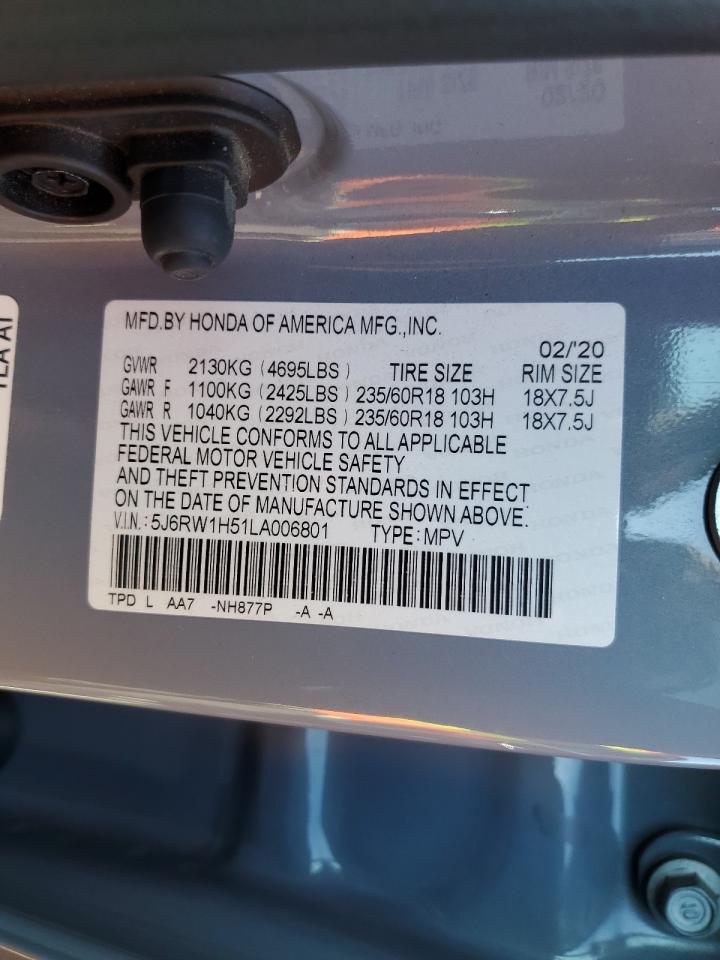 MFD.BY HONDA OF AMERICA MFG.,INC.
02/'20
GVWR 2130KG (4695LBS) TIRE SIZE RIM SIZE
GAWR F 1100KG (2425LBS) 235/60R18 103H 18X7.5J
GAWR R 1040KG (2292LBS) 235/60R18 103H 18X7.5J
THIS VEHICLE CONFORMS TO ALL APPLICABLE
FEDERAL MOTOR VEHICLE SAFETY
AND THEFT PREVENTION STANDARDS IN EFFECT
ON THE DATE OF MANUFACTURE SHOWN ABOVE.
V.I.N.: 5J6RW1H51LA006801 TYPE: MPV
TPD L AA7 -NH877P -A -A
TLA A1
10